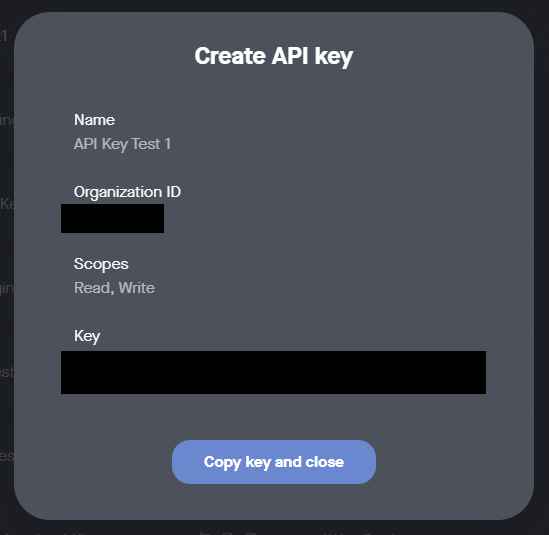 Create API key
Name
API Key Test 1
Organization ID
Scopes
Read, Write
Key
Copy key and close